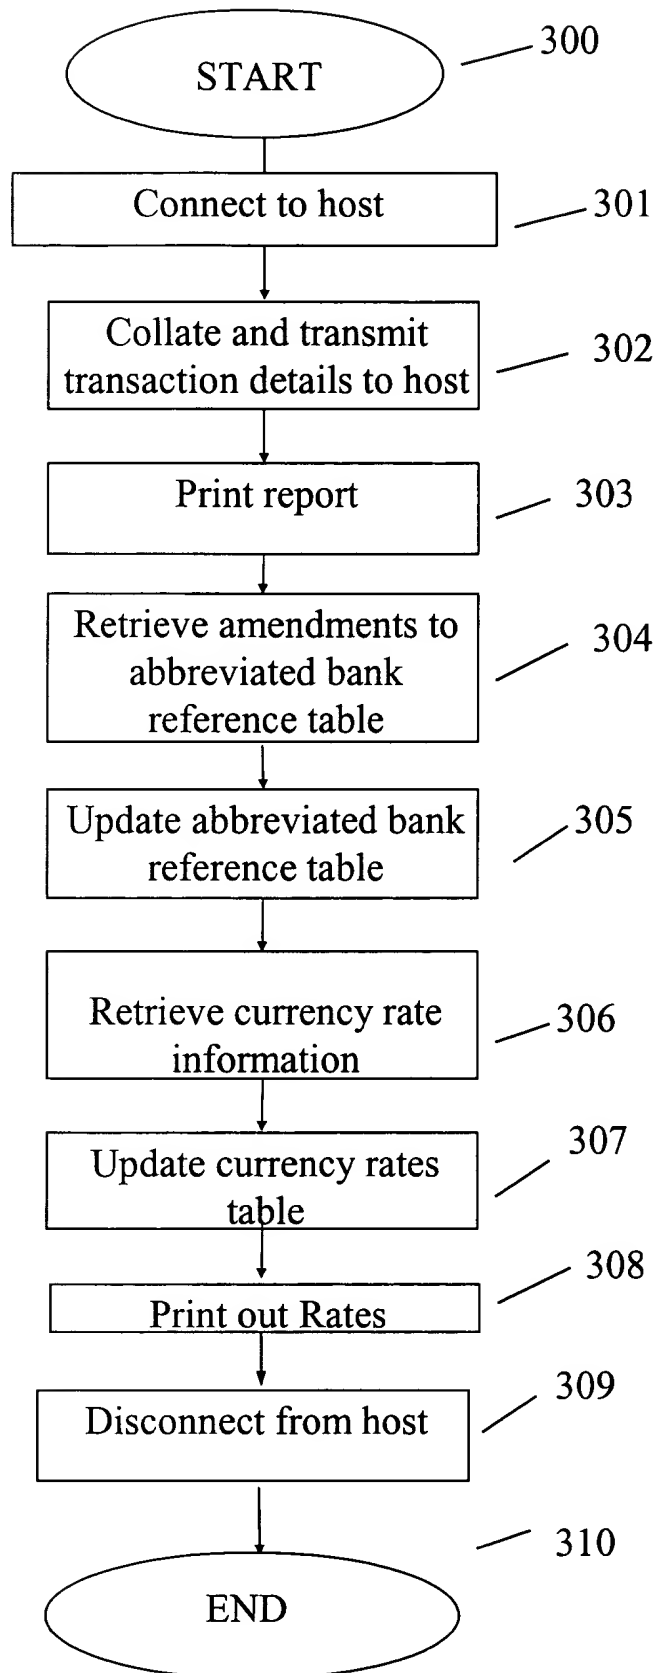 START
300
Connect to host
301
Collate and transmit
transaction details to host
302
Print report
303
Retrieve amendments to
abbreviated bank
reference table
304
Update abbreviated bank
reference table
305
Retrieve currency rate
information
306
Update currency rates
table
307
Print out Rates
308
Disconnect from host
309
END
310